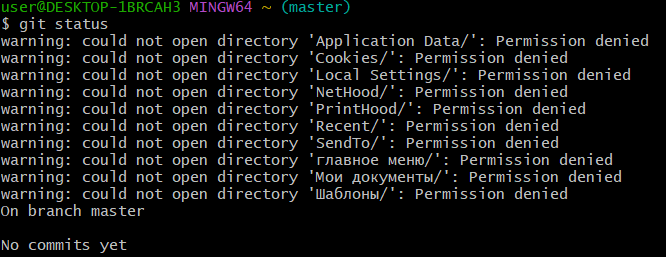 user@DESKTOP-1BRCAH3 MINGW64 ~ (master)
$ git status
warning: could not open directory 'Application Data/': Permission denied
warning: could not open directory 'Cookies/': Permission denied
warning: could not open directory 'Local Settings/': Permission denied
warning: could not open directory 'NetHood/': Permission denied
warning: could not open directory 'PrintHood/': Permission denied
warning: could not open directory 'Recent/': Permission denied
warning: could not open directory 'SendTo/': Permission denied
warning: could not open directory 'главное меню/': Permission denied
warning: could not open directory 'Мои документы/': Permission denied
warning: could not open directory 'Шаблоны/': Permission denied
On branch master
No commits yet